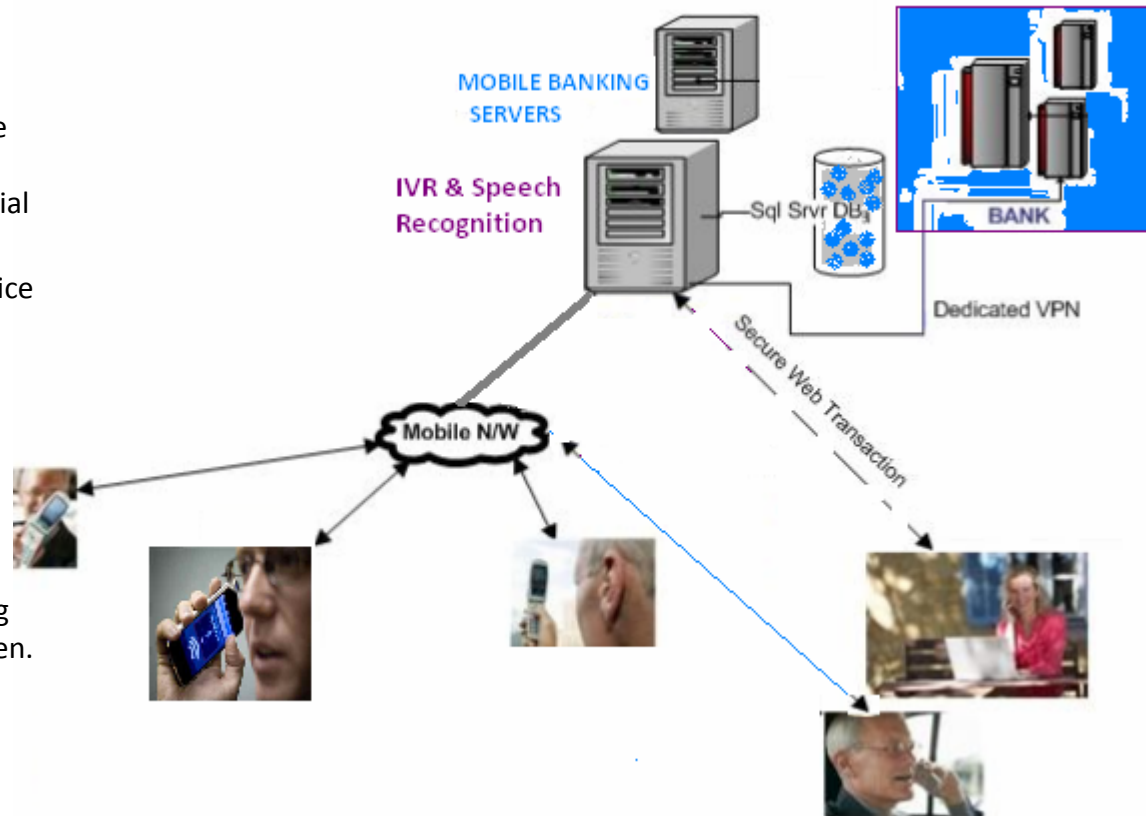 MOBILE BANKING
SERVERS
e
IVR & Speech
Recognition
ial
Sql Srvr DB
BANK
ice
Dedicated VPN
Secure Web Transaction
Mobile N/W
g
en.